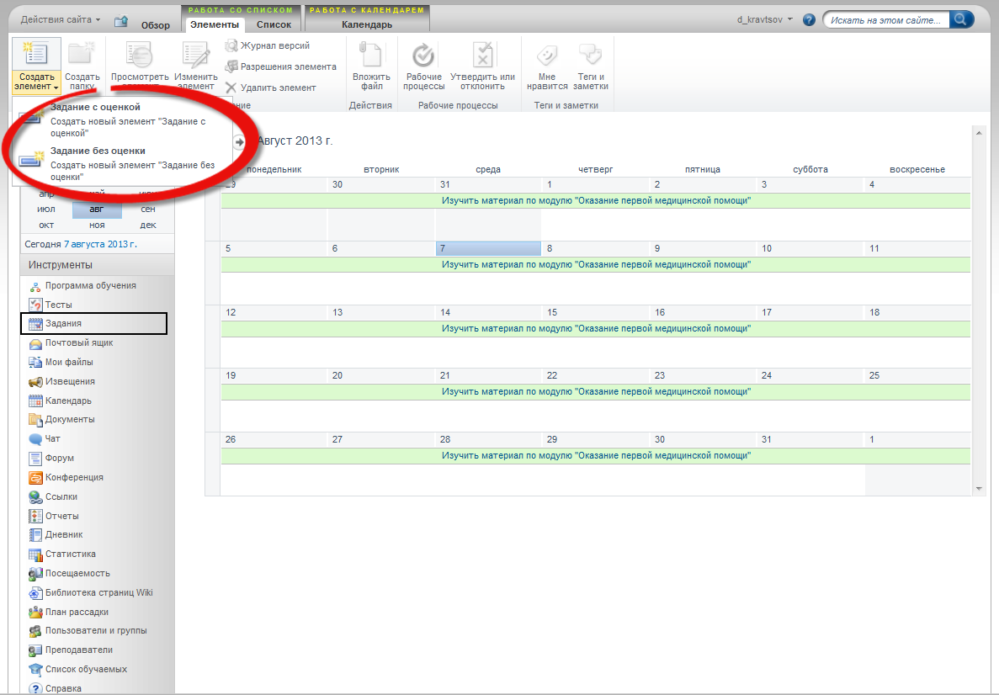 Действия сайта
Обзор
РАБОТА СО СПИСКОМ
РАБОТА С КАЛЕНДАРЕМ
Элементы
Список
Календарь
d_kravtsov
Искать на этом сайте...
Создать элемент
Создать папку
Просмотреть
Изменить элемент
Журнал версий
Разрешения элемента
Удалить элемент
Вложить файл
Рабочие процессы
Утвердить или отклонить
Мне нравится
Теги и заметки
Действия
Рабочие процессы
Теги и заметки
Задание с оценкой
Создать новый элемент "Задание с
оценкой"
Задание без оценки
Создать новый элемент "Задание без
оценки"
Август 2013 г.
июл авг сен
окт ноя дек
Сегодня 7 августа 2013 г.
Инструменты
Программа обучения
Тесты
Задания
Почтовый ящик
Мои файлы
Извещения
Календарь
Документы
Чат
Форум
Конференция
Ссылки
Отчеты
Дневник
Статистика
Посещаемость
Библиотека страниц Wiki
План рассадки
Пользователи и группы
Преподаватели
Список обучаемых
Справка
понедельник вторник среда четверг пятница суббота воскресенье
29 30 31 1 2 3 4
Изучить материал по модулю "Оказание первой медицинской помощи"
5 6 7 8 9 10 11
Изучить материал по модулю "Оказание первой медицинской помощи"
12 13 14 15 16 17 18
Изучить материал по модулю "Оказание первой медицинской помощи"
19 20 21 22 23 24 25
Изучить материал по модулю "Оказание первой медицинской помощи"
26 27 28 29 30 31 1
Изучить материал по модулю "Оказание первой медицинской помощи"